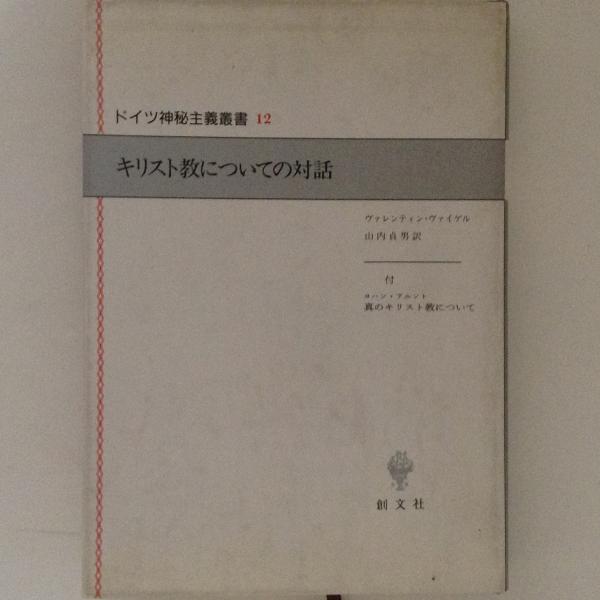 ドイツ神秘主義叢書 12
キリスト教についての対話
ヴァレンティン・ヴァイゲル
山内貞男訳
付
ヨハン・アルント
真のキリスト教について
創文社